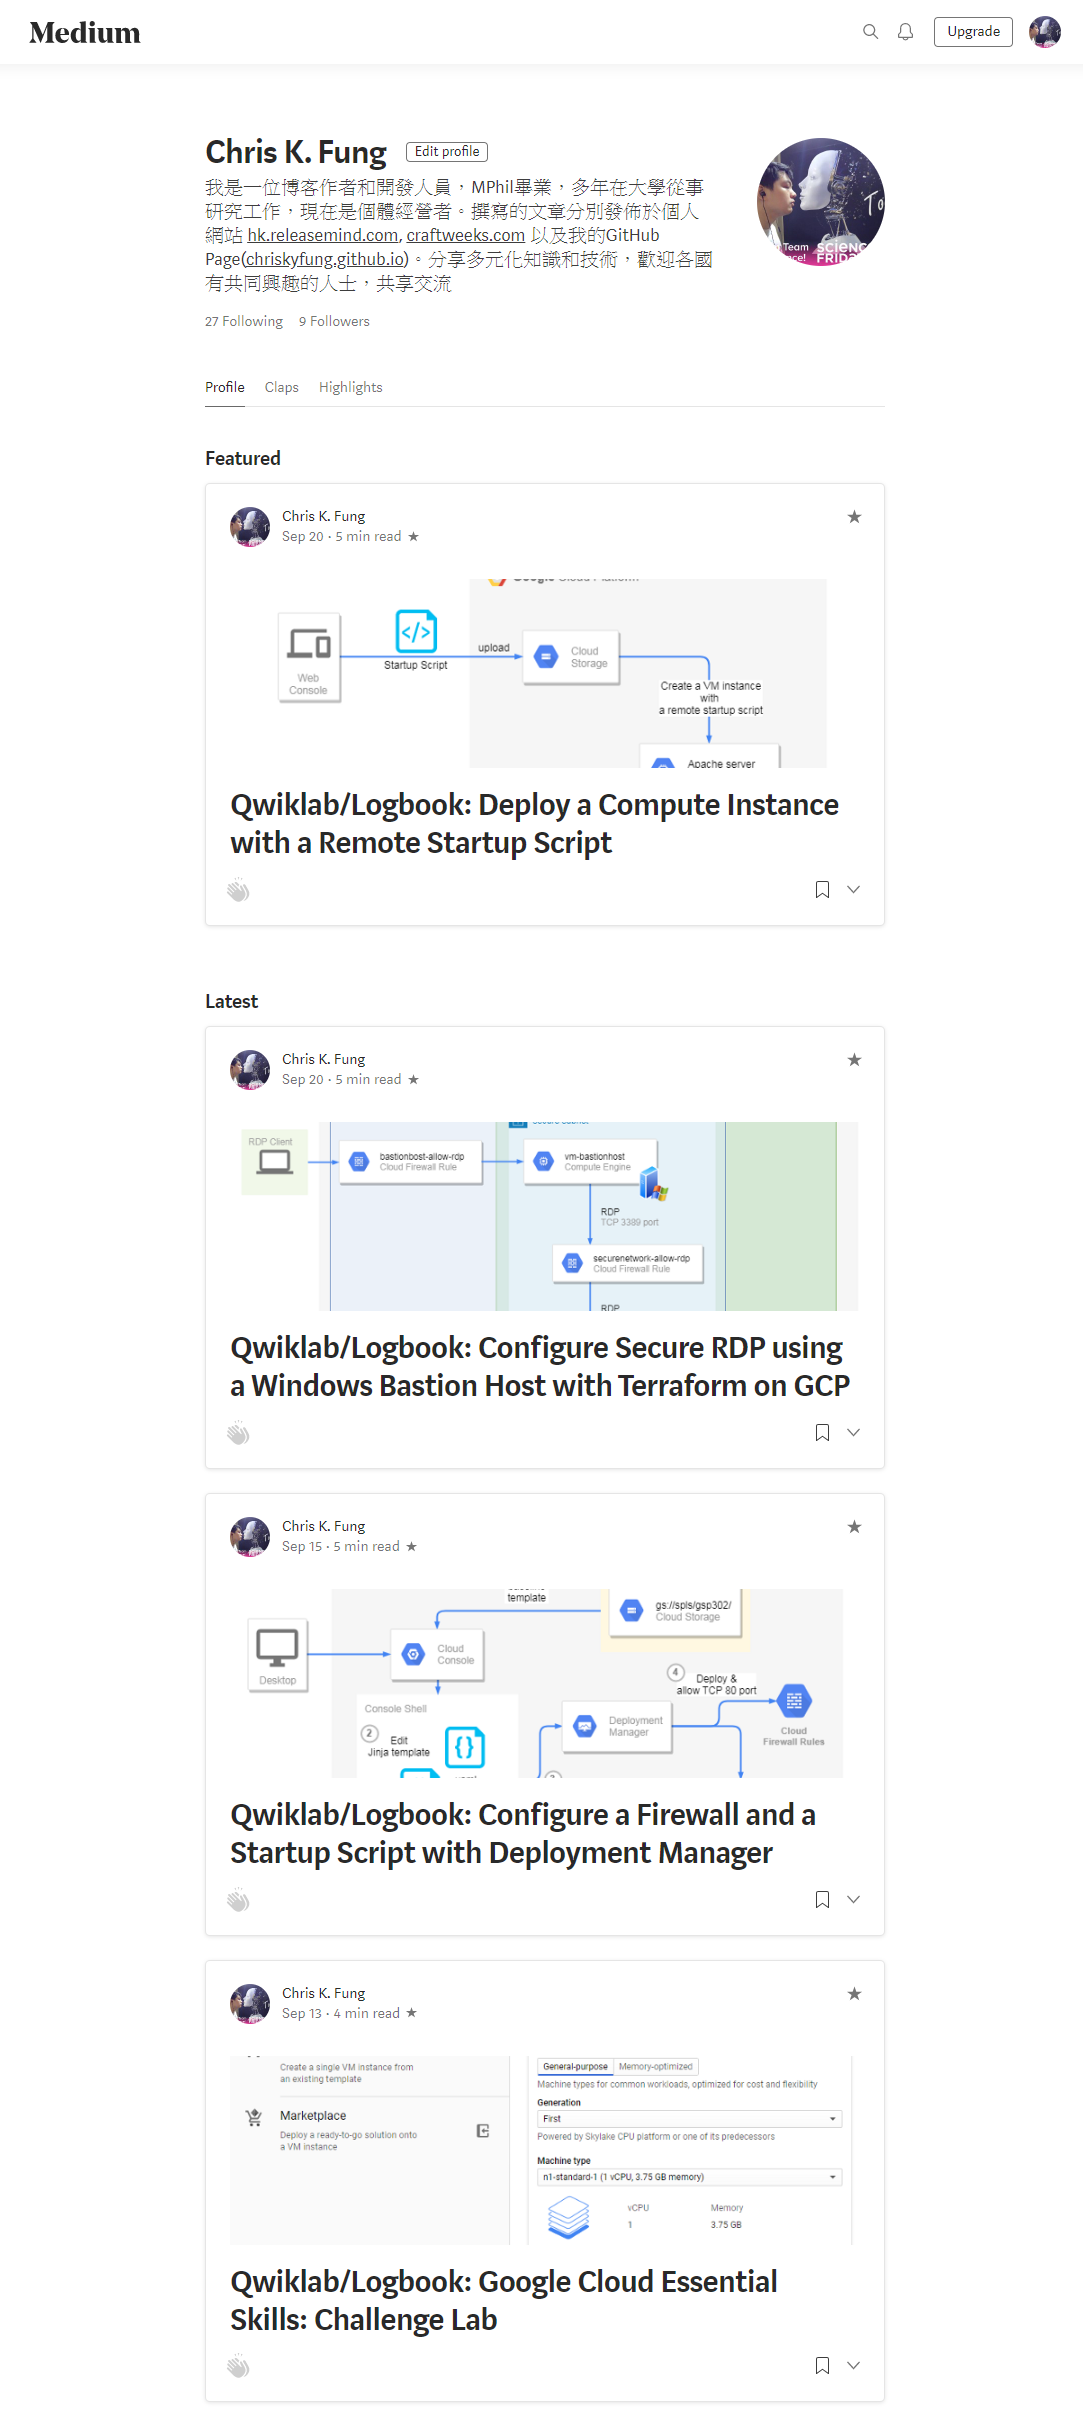 Medium
Upgrade
Chris K. Fung
Edit profile
我是一位博客作者和開發人員，MPhil畢業，多年在大學從事
研究工作，現在是個體經營者。撰寫的文章分別發佈於個人
網站 hk.releasemind.com, craftweeks.com 以及我的GitHub
Page(chriskyfung.github.io)。分享多元化知識和技術，歡迎各國
有共同興趣的人士，共享交流
27 Following 9 Followers
Profile Claps Highlights
Featured
Chris K. Fung
Sep 20 · 5 min read ★
Google Cloud Platform
Web
Console
Startup Script
upload
Cloud
Storage
Create a VM instance
with
a remote startup script
Apache server
Qwiklab/Logbook: Deploy a Compute Instance
with a Remote Startup Script
Latest
Chris K. Fung
Sep 20 · 5 min read ★
RDP Client
bastionbost-allow-rdp
Cloud Firewall Rule
vm-bastionhost
Compute Engine
RDP
TCP 3389 port
securenetwork-allow-rdp
Cloud Firewall Rule
RDP
Qwiklab/Logbook: Configure Secure RDP using
a Windows Bastion Host with Terraform on GCP
Chris K. Fung
Sep 15 · 5 min read ★
template
gs://spls/gsp302/
Cloud Storage
Desktop
Cloud
Console
4
Deploy &
allow TCP 80 port
Console Shell
2
Edit
Jinja template
Deployment
Manager
Cloud
Firewall Rules
Qwiklab/Logbook: Configure a Firewall and a
Startup Script with Deployment Manager
Chris K. Fung
Sep 13 · 4 min read ★
Create a single VM instance from
an existing template
Marketplace
Deploy a ready-to-go solution onto
a VM instance
General-purpose Memory-optimized
Machine types for common workloads, optimized for cost and flexibility
Generation
First
Powered by Skylake CPU platform or one of its predecessors
Machine type
n1-standard-1 (1 vCPU, 3.75 GB memory)
vCPU Memory
1 3.75 GB
Qwiklab/Logbook: Google Cloud Essential
Skills: Challenge Lab